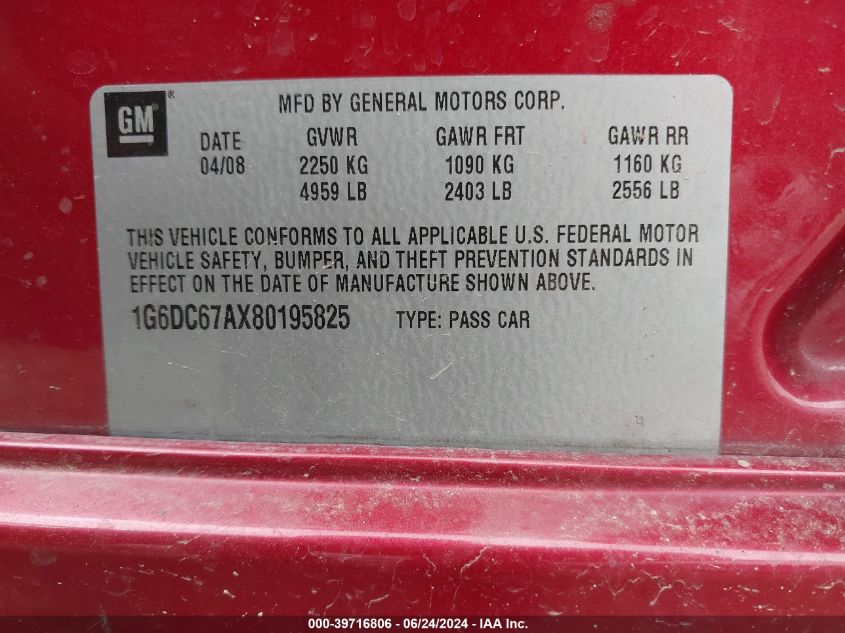 GM®
MFD BY GENERAL MOTORS CORP.
DATE GVWR GAWR FRT GAWR RR
04/08 2250 KG 1090 KG 1160 KG
4959 LB 2403 LB 2556 LB
THIS VEHICLE CONFORMS TO ALL APPLICABLE U.S. FEDERAL MOTOR
VEHICLE SAFETY, BUMPER, AND THEFT PREVENTION STANDARDS IN
EFFECT ON THE DATE OF MANUFACTURE SHOWN ABOVE.
1G6DC67AX80195825 TYPE: PASS CAR
000-39716806 - 06/24/2024 - IAA Inc.